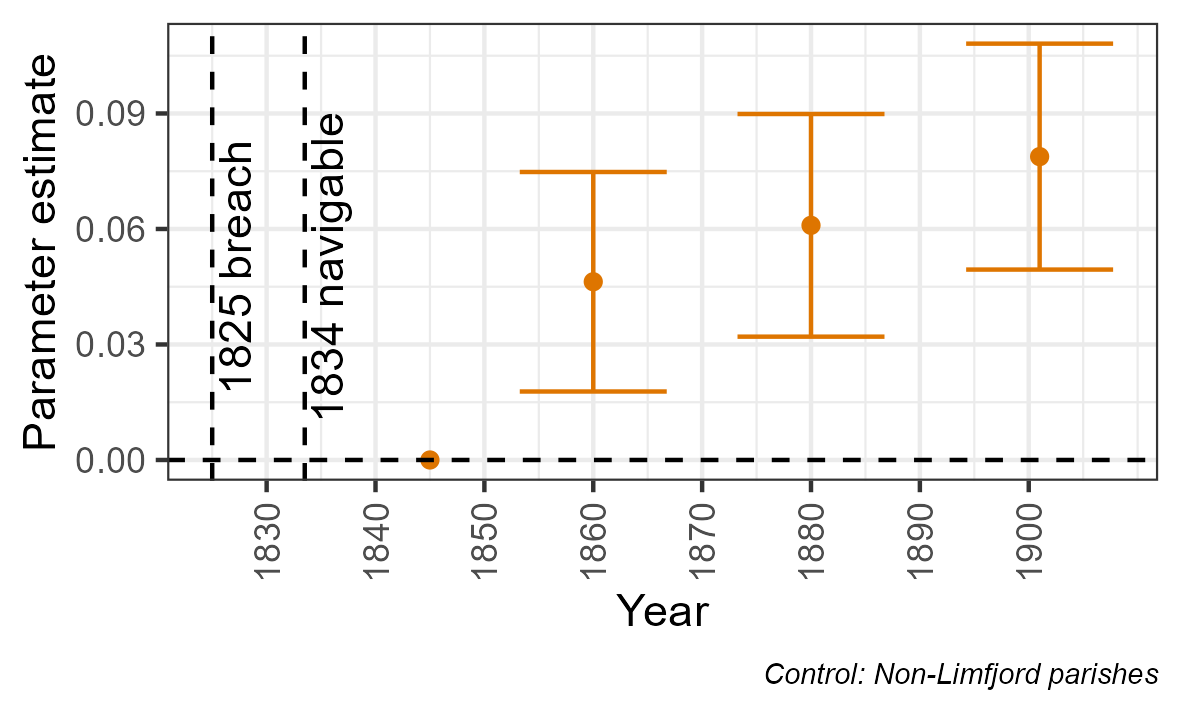 Parameter estimate
0.09
0.06
0.03
0.00
1825 breach
1834 navigable
1830
1840
1850
1860
1870
1880
1890
1900
Year
Control: Non-Limfjord parishes